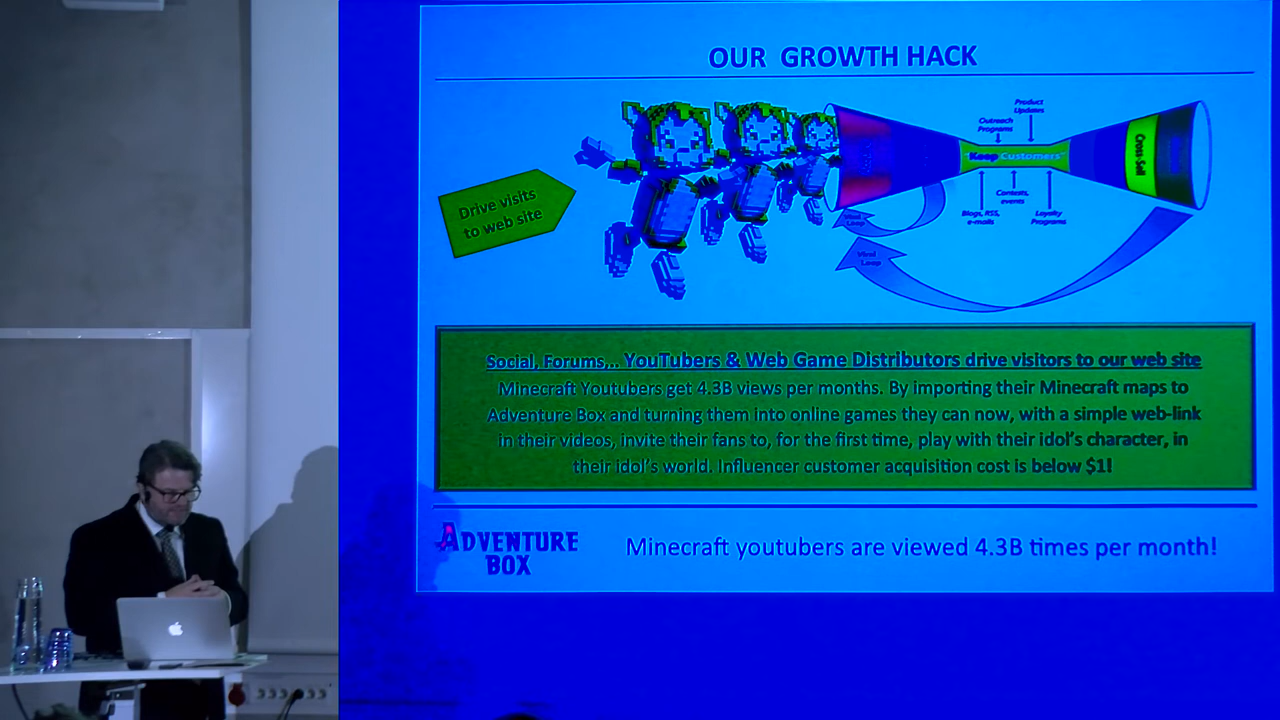 OUR GROWTH HACK
Drive visits
to web site
Product
Updates
Outreach
Programs
Keep Customers
Blogs, RSS,
e-mails
Contests,
events
Loyalty
Programs
Cross-Sell
Viral
Loop
Viral
Loop
Social, Forums,.. YouTubers & Web Game Distributors drive visitors to our web site
Minecraft Youtubers get 4.3B views per months. By importing their Minecraft maps to
Adventure Box and turning them into online games they can now, with a simple web-link
in their videos, invite their fans to, for the first time, play with their idol's character, in
their idol's world. Influencer customer acquisition cost is below $1!
ADVENTURE
BOX
Minecraft youtubers are viewed 4.3B times per month!